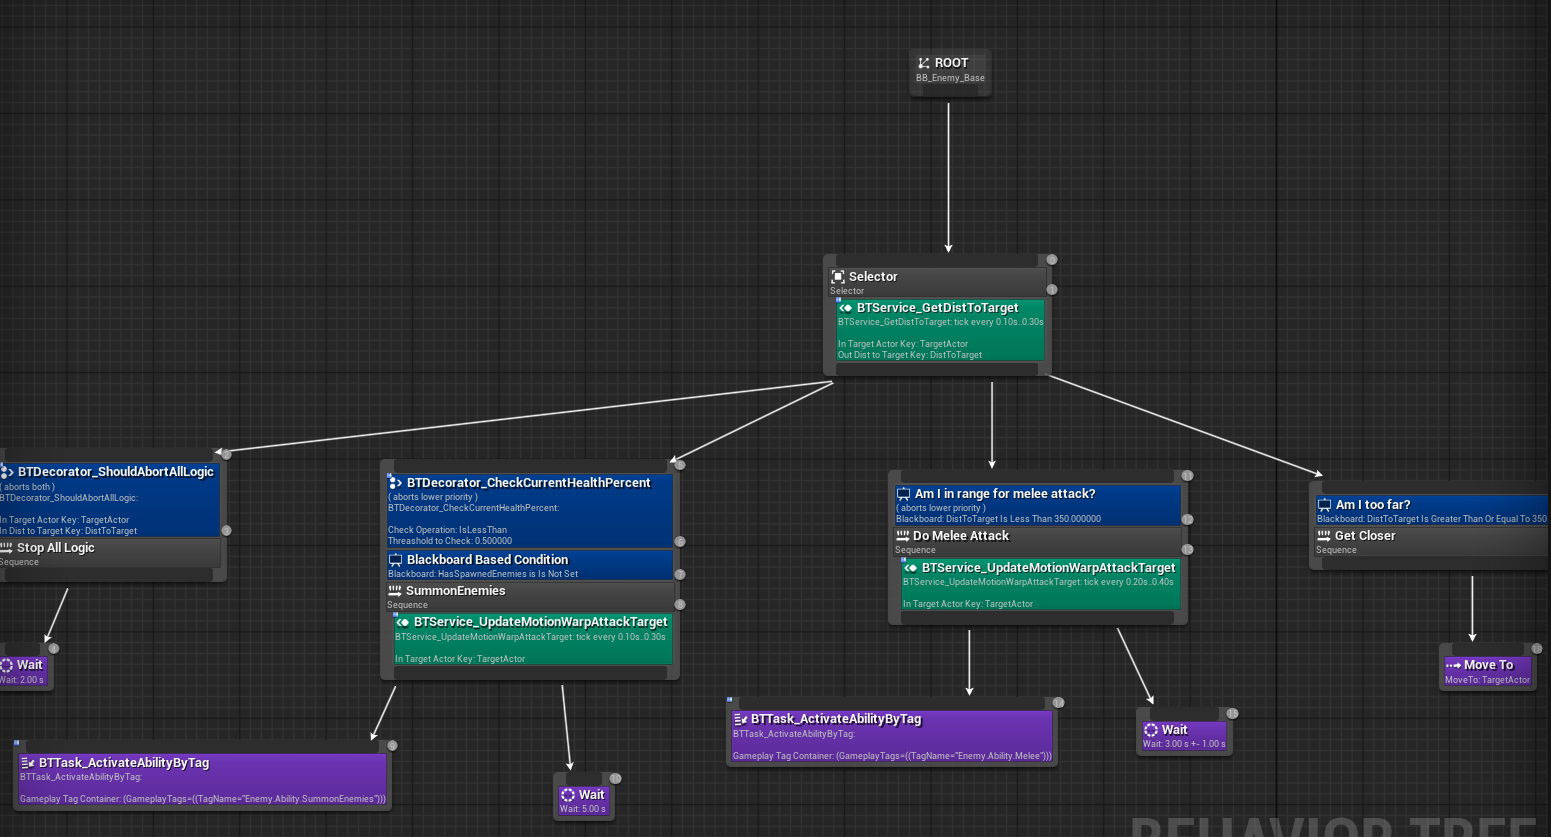 ROOT
BB_Enemy_Base
Selector
Selector
BTService_GetDistToTarget
BTService_GetDistToTarget: tick every 0.10s..0.30s
In Target Actor Key: TargetActor
Out Dist to Target Key: DistToTarget
BTDecorator_ShouldAbortAllLogic
( aborts both )
BTDecorator_ShouldAbortAllLogic:
In Target Actor Key: TargetActor
In Dist to Target Key: DistToTarget
Stop All Logic
Sequence
Wait
Wait: 2.00 s
BTDecorator_CheckCurrentHealthPercent
( aborts lower priority )
BTDecorator_CheckCurrentHealthPercent:
Check Operation: IsLessThan
Threshold to Check: 0.500000
Blackboard Based Condition
Blackboard: HasSpawnedEnemies is Is Not Set
SummonEnemies
Sequence
BTService_UpdateMotionWarpAttackTarget
BTService_UpdateMotionWarpAttackTarget: tick every 0.10s..0.30s
In Target Actor Key: TargetActor
BTTask_ActivateAbilityByTag
BTTask_ActivateAbilityByTag:
Gameplay Tag Container: (GameplayTags=((TagName="Enemy.Ability.SummonEnemies")))
Wait
Wait: 5.00 s
Am I in range for melee attack?
( aborts lower priority )
Blackboard: DistToTarget Is Less Than 350.000000
Do Melee Attack
Sequence
BTService_UpdateMotionWarpAttackTarget
BTService_UpdateMotionWarpAttackTarget: tick every 0.20s..0.40s
In Target Actor Key: TargetActor
BTTask_ActivateAbilityByTag
BTTask_ActivateAbilityByTag:
Gameplay Tag Container: (GameplayTags=((TagName="Enemy.Ability.Melee")))
Wait
Wait: 3.00 s +- 1.00 s
Am I too far?
Blackboard: DistToTarget Is Greater Than Or Equal To 350
Get Closer
Sequence
Move To
MoveTo: TargetActor
BEHAVIOR TREE